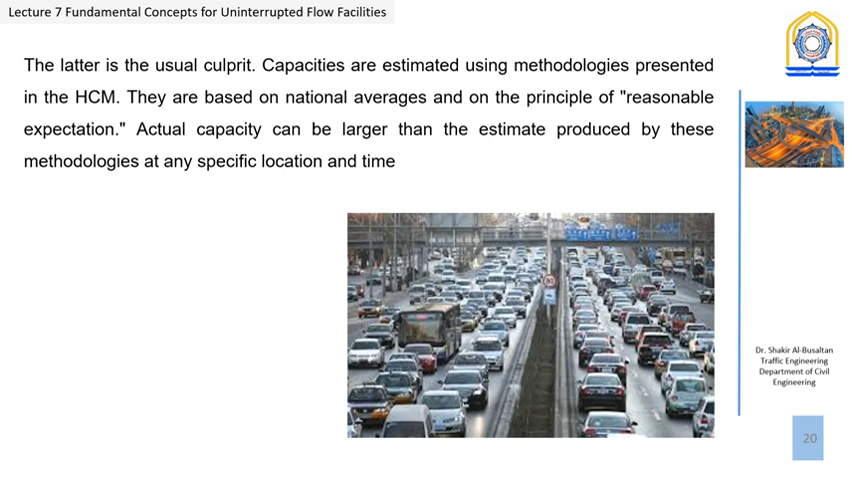 Lecture 7 Fundamental Concepts for Uninterrupted Flow Facilities
The latter is the usual culprit. Capacities are estimated using methodologies presented
in the HCM. They are based on national averages and on the principle of "reasonable
expectation." Actual capacity can be larger than the estimate produced by these
methodologies at any specific location and time
Dr. Shakir Al-Busaltan
Traffic Engineering
Department of Civil
Engineering
20